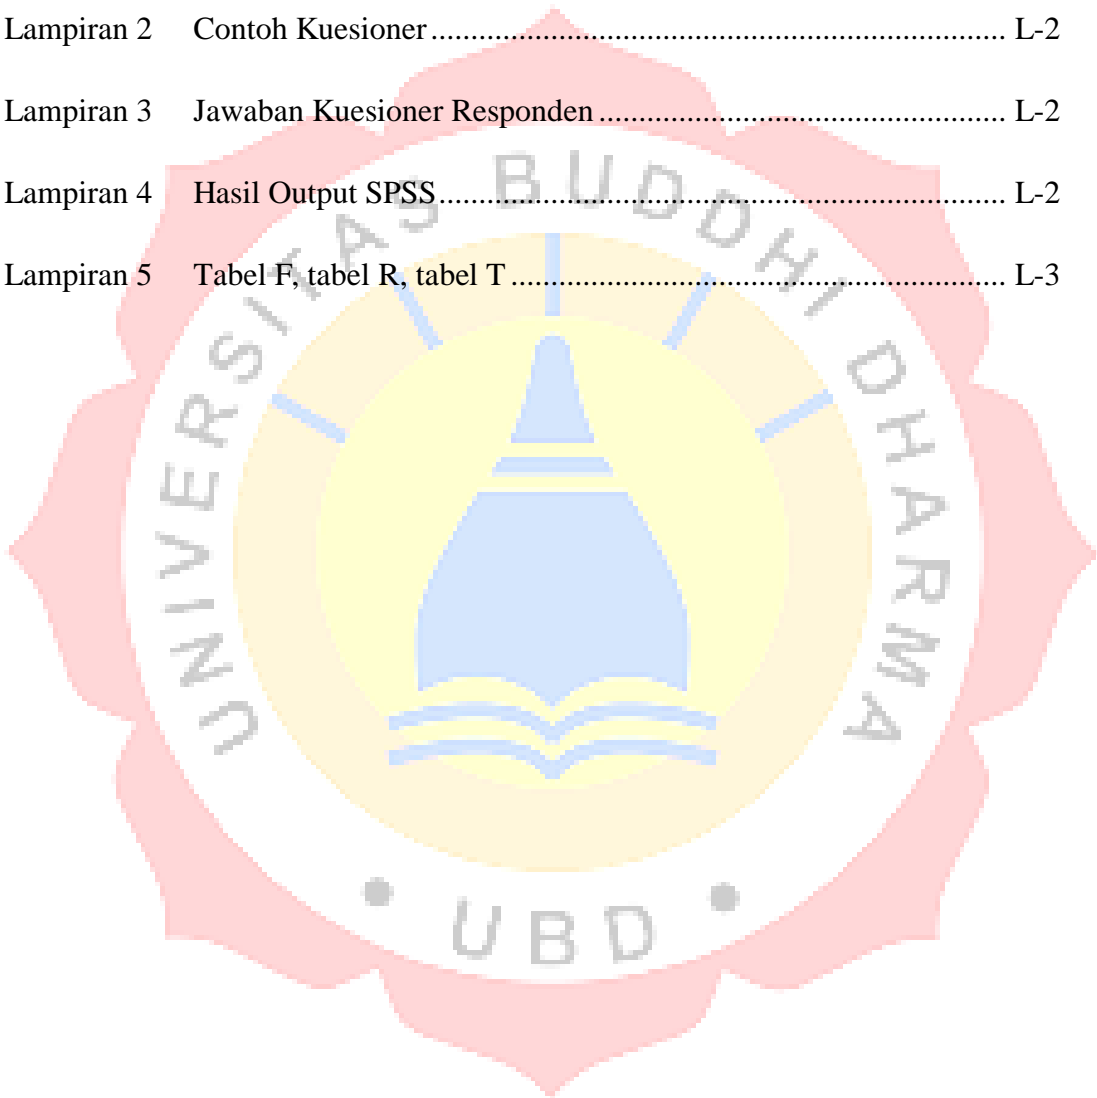 Lampiran 2 Contoh Kuesioner........................................................................ L-2
Lampiran 3 Jawaban Kuesioner Responden................................................... L-2
Lampiran 4 Hasil Output SPSS....................................................................... L-2
Lampiran 5 Tabel F, tabel R, tabel T.............................................................. L-3
UNIVERSITAS BUDDHI DHARMA
• UBD •